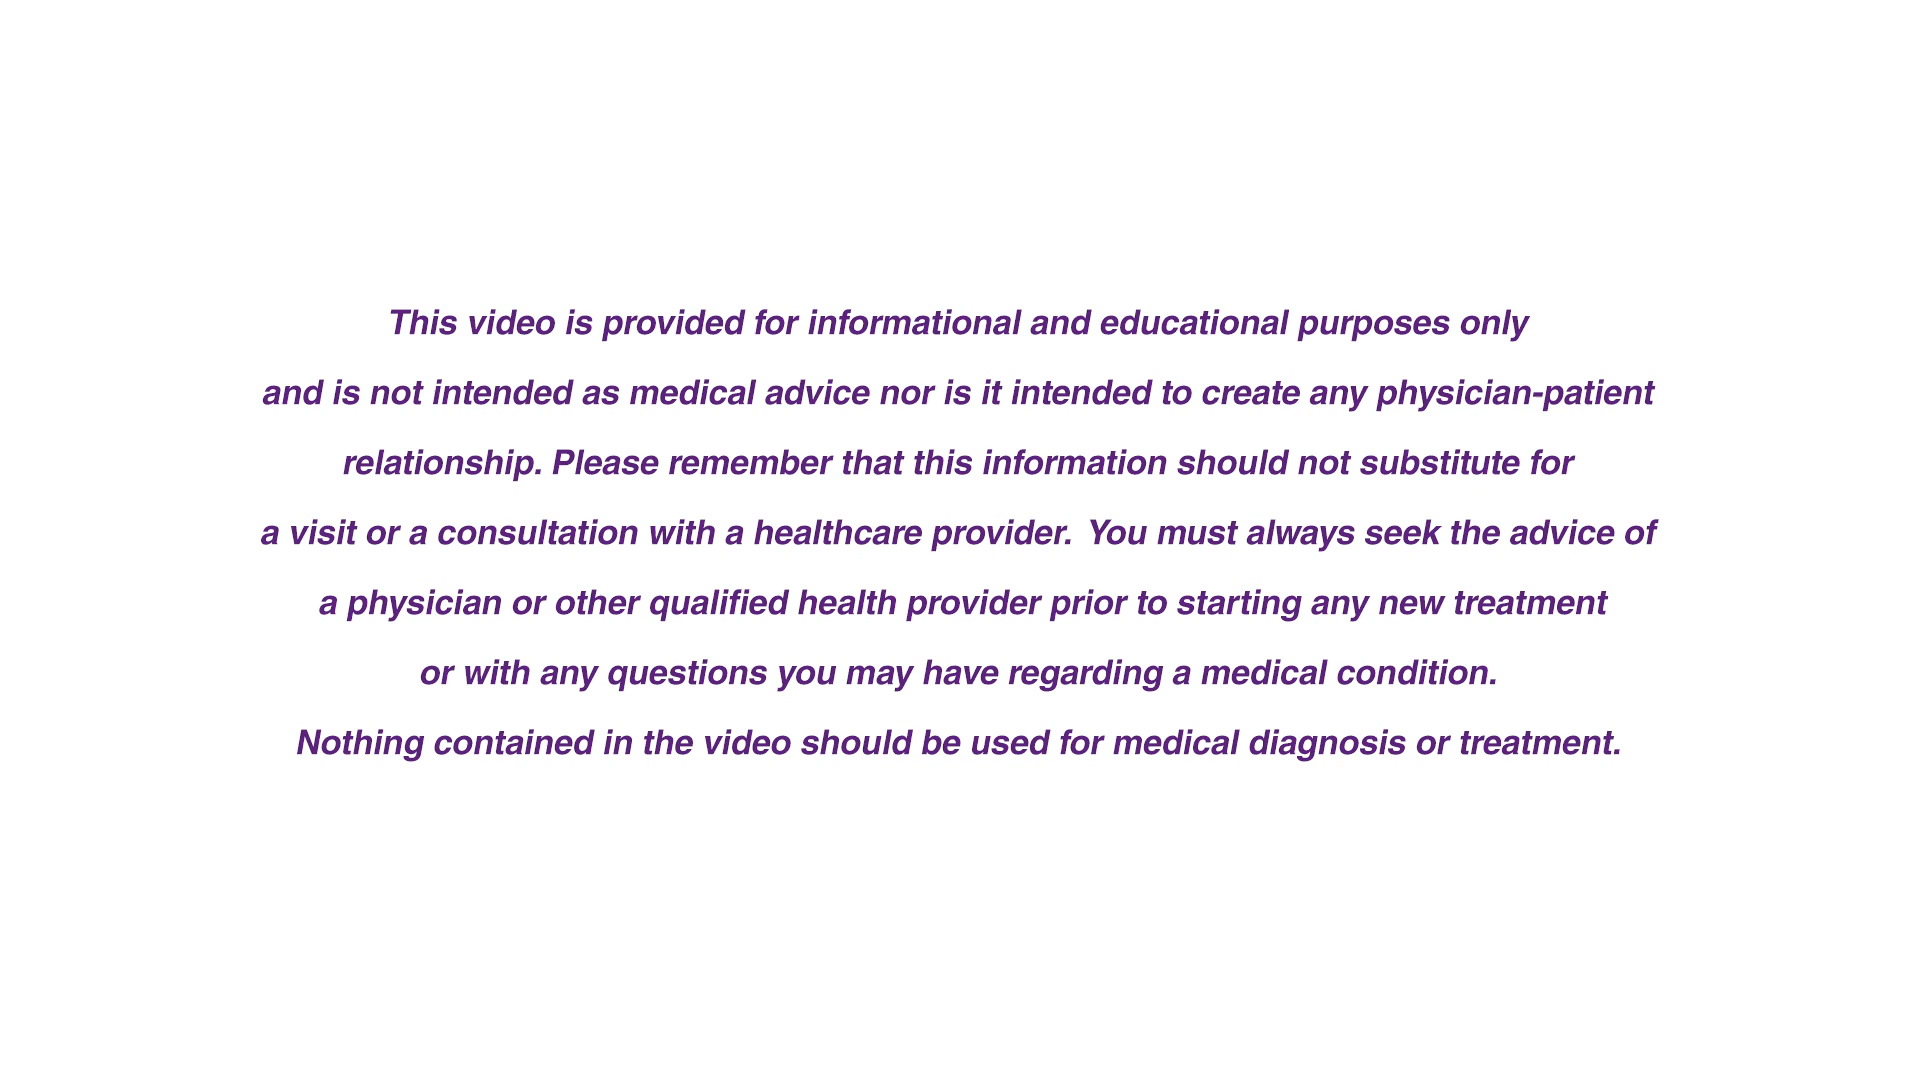 This video is provided for informational and educational purposes only
and is not intended as medical advice nor is it intended to create any physician-patient
relationship. Please remember that this information should not substitute for
a visit or a consultation with a healthcare provider. You must always seek the advice of
a physician or other qualified health provider prior to starting any new treatment
or with any questions you may have regarding a medical condition.
Nothing contained in the video should be used for medical diagnosis or treatment.